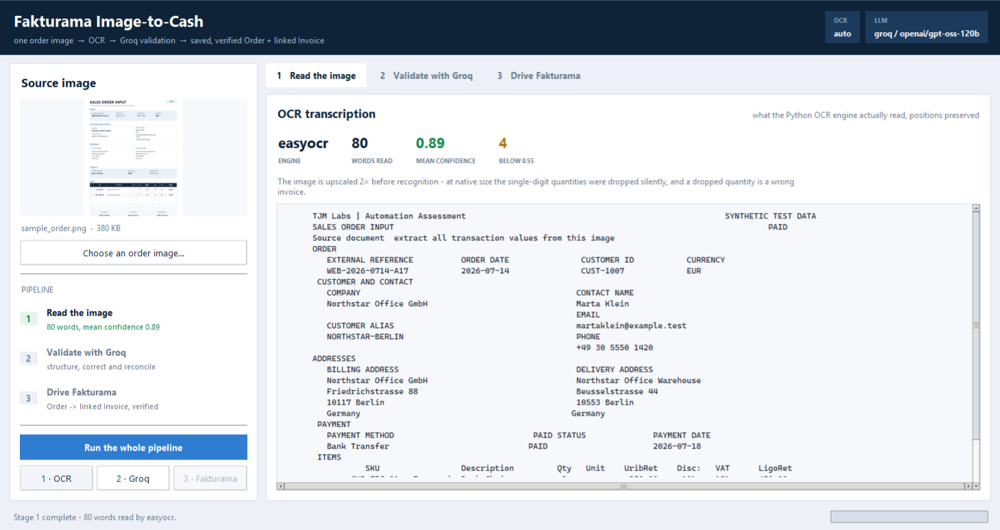 Fakturama Image-to-Cash
one order image → OCR → Groq validation → saved, verified Order + linked Invoice
OCR
auto
LLM
groq / openai/gpt-oss-120b
Source image
SALES ORDER INPUT
sample_order.png · 380 KB
Choose an order image...
PIPELINE
1 Read the image
80 words, mean confidence 0.89
2 Validate with Groq
structure, correct and reconcile
3 Drive Fakturama
Order -> linked Invoice, verified
Run the whole pipeline
1 · OCR 2 · Groq 3 · Fakturama
1 Read the image 2 Validate with Groq 3 Drive Fakturama
OCR transcription
what the Python OCR engine actually read, positions preserved
easyocr 80 0.89 4
ENGINE WORDS READ MEAN CONFIDENCE BELOW 0.55
The image is upscaled 2× before recognition - at native size the single-digit quantities were dropped silently, and a dropped quantity is a wrong
invoice.
TJM Labs | Automation Assessment SYNTHETIC TEST DATA
SALES ORDER INPUT PAID
Source document extract all transaction values from this image
ORDER
EXTERNAL REFERENCE ORDER DATE CUSTOMER ID CURRENCY
WEB-2026-0714-A17 2026-07-14 CUST-1007 EUR
CUSTOMER AND CONTACT
COMPANY CONTACT NAME
Northstar Office GmbH Marta Klein
EMAIL
CUSTOMER ALIAS martaklein@example.test
NORTHSTAR-BERLIN PHONE
+49 30 5550 1420
ADDRESSES
BILLING ADDRESS DELIVERY ADDRESS
Northstar Office GmbH Northstar Office Warehouse
Friedrichstrasse 88 Beusselstrasse 44
10117 Berlin 10553 Berlin
Germany Germany
PAYMENT
PAYMENT METHOD PAID STATUS PAYMENT DATE
Bank Transfer PAID 2026-07-18
ITEMS
SKU Description Qty Unit UribRet Disc: VAT LigoRet
Stage 1 complete - 80 words read by easyocr.